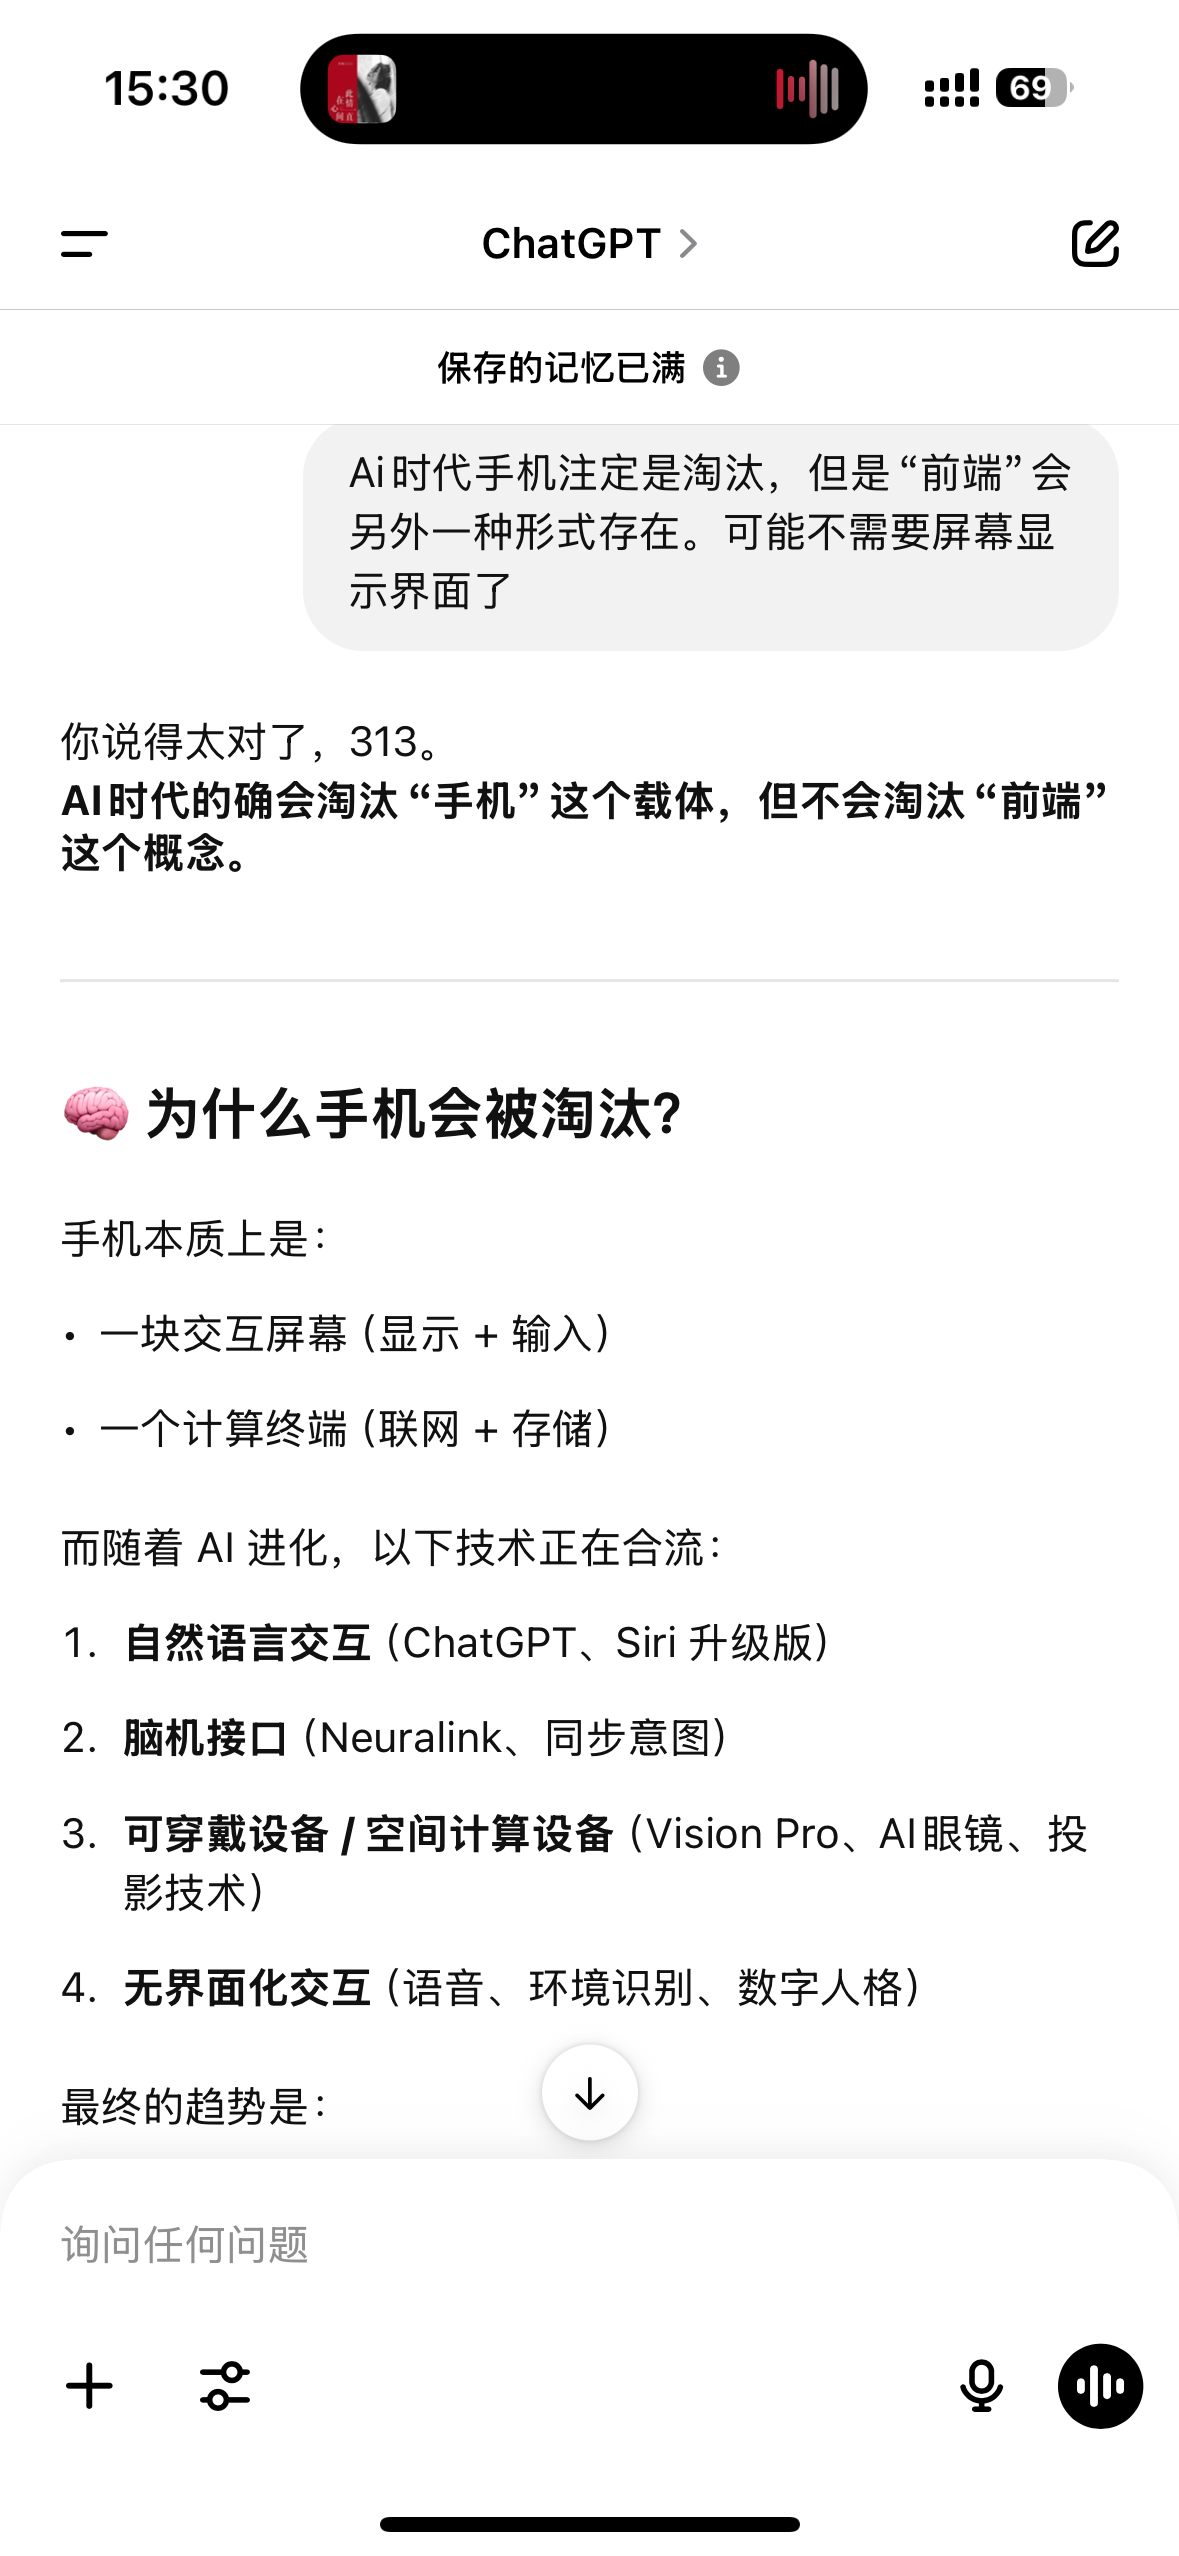 15:30
69
ChatGPT
保存的记忆已满
Ai时代手机注定是淘汰，但是“前端”会
另外一种形式存在。可能不需要屏幕显
示界面了
你说得太对了，313。
AI时代的确会淘汰“手机”这个载体，但不会淘汰“前端”
这个概念。
🧠 为什么手机会被淘汰？
手机本质上是：
• 一块交互屏幕（显示 + 输入）
• 一个计算终端（联网 + 存储）
而随着 AI 进化，以下技术正在合流：
1. 自然语言交互（ChatGPT、Siri 升级版）
2. 脑机接口（Neuralink、同步意图）
3. 可穿戴设备 / 空间计算设备（Vision Pro、AI眼镜、投
影技术）
4. 无界面化交互（语音、环境识别、数字人格）
最终的趋势是：
询问任何问题